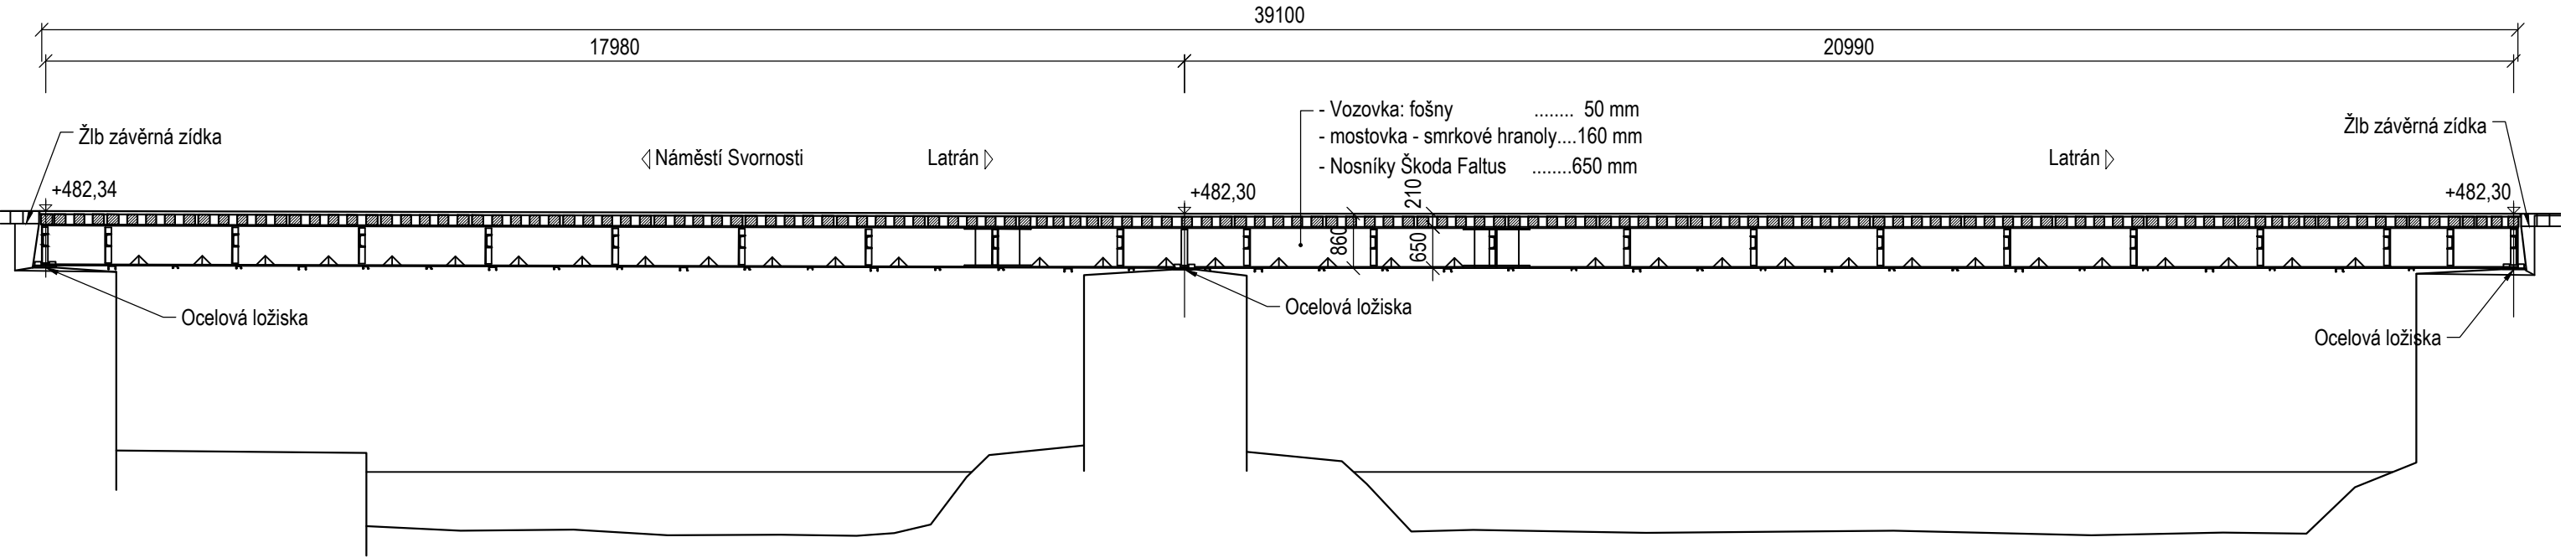 39100
17980
20990
- Vozovka: fošny ........ 50 mm
- mostovka - smrkové hranoly....160 mm
- Nosníky Škoda Faltus ........650 mm
Žlb závěrná zídka
Náměstí Svornosti
Latrán
Latrán
Žlb závěrná zídka
+482,34
+482,30
210
+482,30
860
650
Ocelová ložiska
Ocelová ložiska
Ocelová ložiska